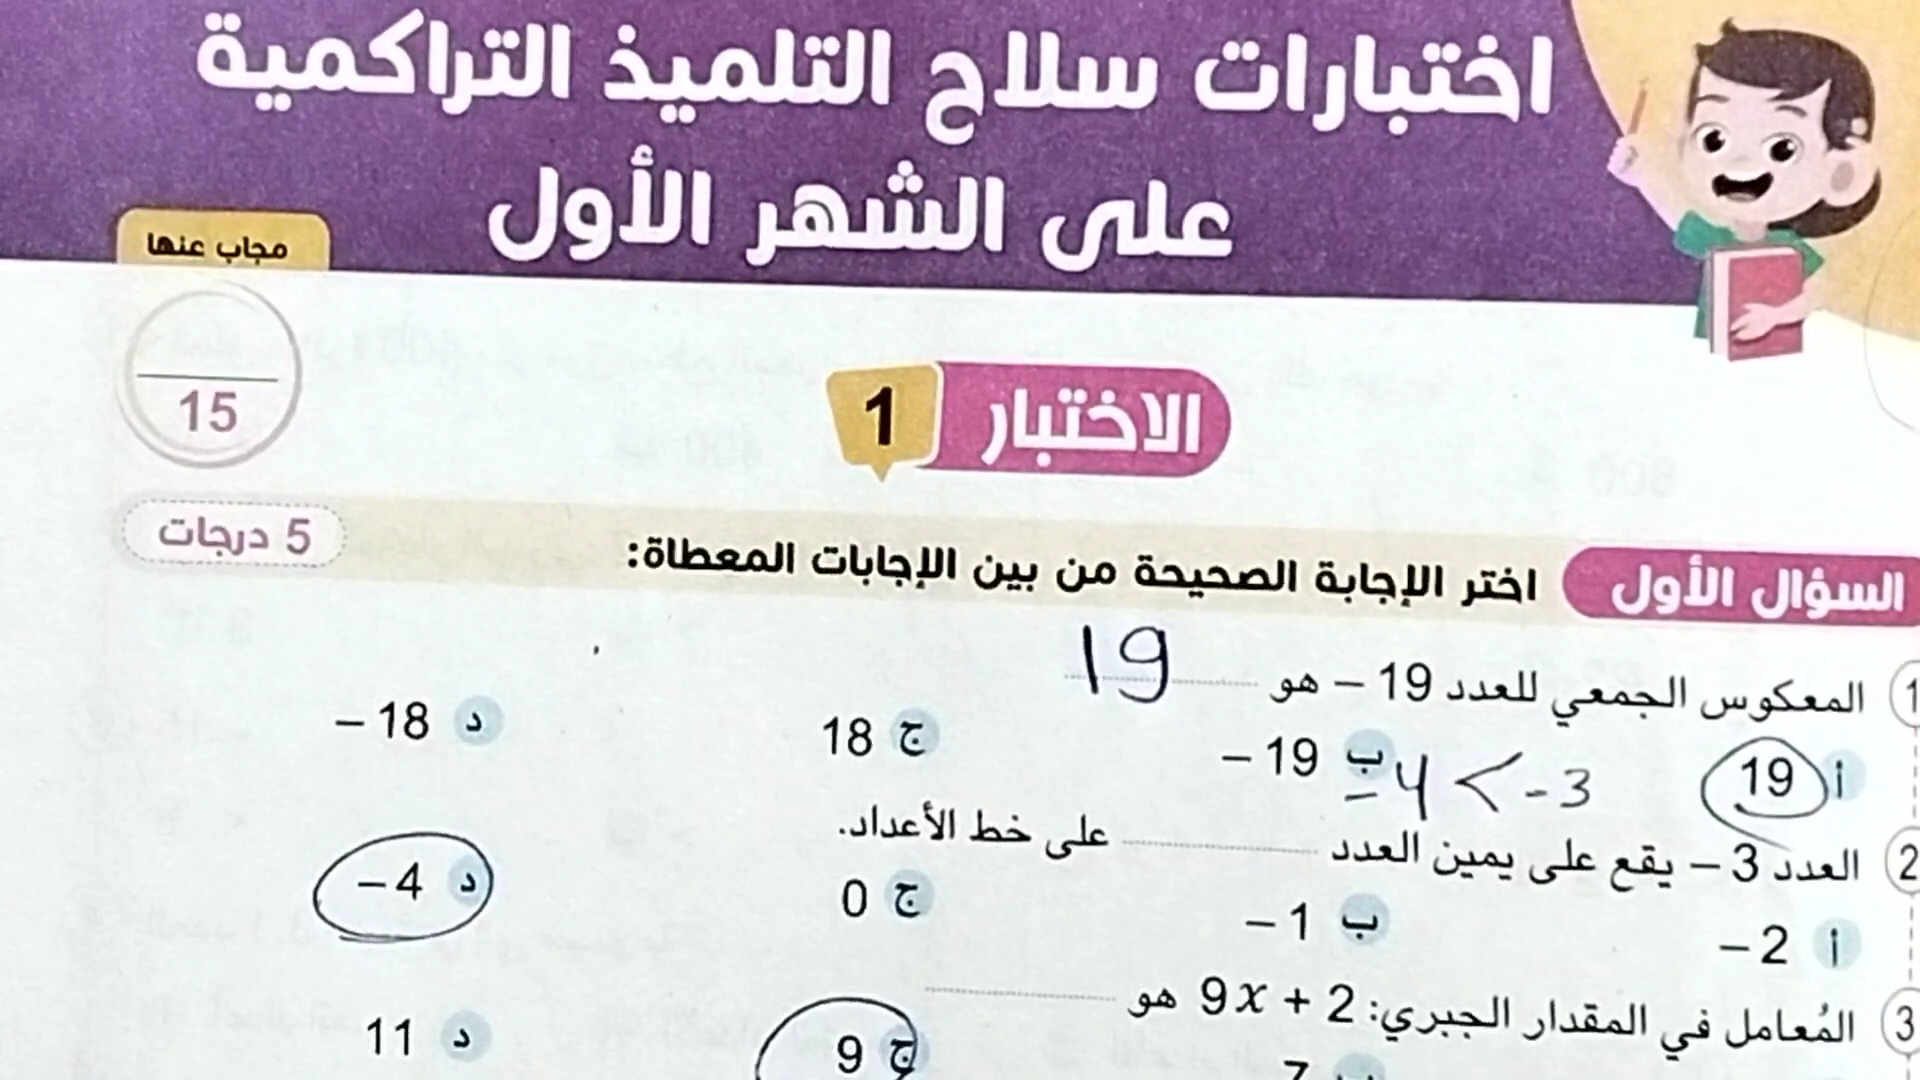 اختبارات سلاح التلميذ التراكمية
على الشهر الأول
مجاب عنها
15
الاختبار 1
السؤال الأول اختر الإجابة الصحيحة من بين الإجابات المعطاة: 5 درجات
1 المعكوس الجمعي للعدد 19 – هو 19
أ 19 ب – 19 ج 18 د – 18
-4 < -3
2 العدد 3 – يقع على يمين العدد على خط الأعداد.
أ – 2 ب – 1 ج 0 د – 4
3 المُعامل في المقدار الجبري: 9x + 2 هو
ج 9 د 11